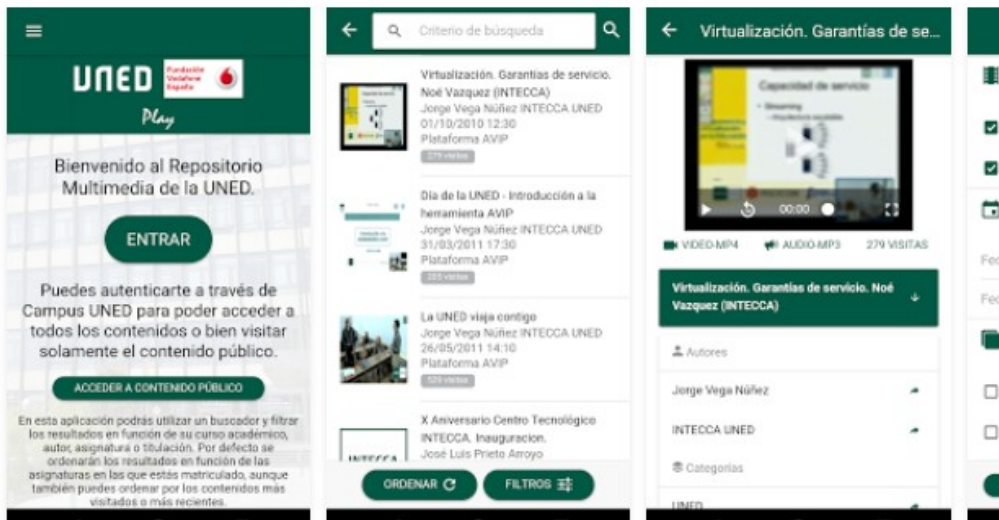 UNED
Fundación
Vodafone
España
Play
Bienvenido al Repositorio
Multimedia de la UNED.
ENTRAR
Puedes autenticarte a través de
Campus UNED para poder acceder a
todos los contenidos o bien visitar
solamente el contenido público.
ACCEDER A CONTENIDO PÚBLICO
En esta aplicación podrás utilizar un buscador y filtrar
los resultados en función de su curso académico,
autor, asignatura o titulación. Por defecto se
ordenarán los resultados en función de las
asignaturas en las que estás matriculado, aunque
también puedes ordenar por los contenidos más
visitados o más recientes.
Criterio de búsqueda
Virtualización. Garantías de servicio.
Noé Vazquez (INTECCA)
Jorge Vega Núñez INTECCA UNED
01/10/2010 12:30
Plataforma AVIP
279 visitas
Día de la UNED - Introducción a la
herramienta AVIP
Jorge Vega Núñez INTECCA UNED
31/03/2011 17:30
Plataforma AVIP
visitas
La UNED viaja contigo
Jorge Vega Núñez INTECCA UNED
26/05/2011 14:10
Plataforma AVIP
529 visitas
X Aniversario Centro Tecnológico
INTECCA. Inauguracion.
José Luis Prieto Arroyo
INTECCA
ORDENAR
FILTROS
Virtualización. Garantías de se...
Capacidad de servicio
Streaming
00:00
VIDEO-MP4 AUDIO-MP3 279 VISITAS
Virtualización. Garantías de servicio. Noé
Vazquez (INTECCA)
Autores
Jorge Vega Núñez
INTECCA UNED
Categorías
UNED
Fec
Fec